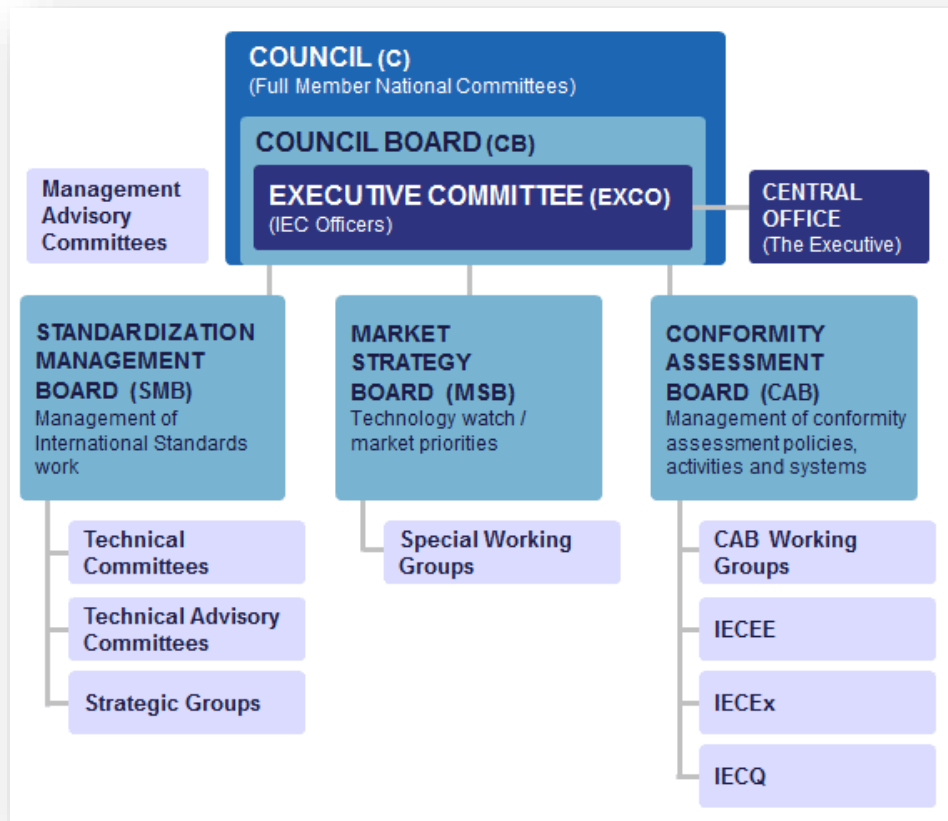 COUNCIL (C)
(Full Member National Committees)
COUNCIL BOARD (CB)
EXECUTIVE COMMITTEE (EXCO)
(IEC Officers)
Management
Advisory
Committees
CENTRAL
OFFICE
(The Executive)
STANDARDIZATION
MANAGEMENT
BOARD (SMB)
Management of
International Standards
work
MARKET
STRATEGY
BOARD (MSB)
Technology watch /
market priorities
CONFORMITY
ASSESSMENT
BOARD (CAB)
Management of conformity
assessment policies,
activities and systems
Technical
Committees
Technical Advisory
Committees
Strategic Groups
Special Working
Groups
CAB Working
Groups
IECEE
IECEx
IECQ